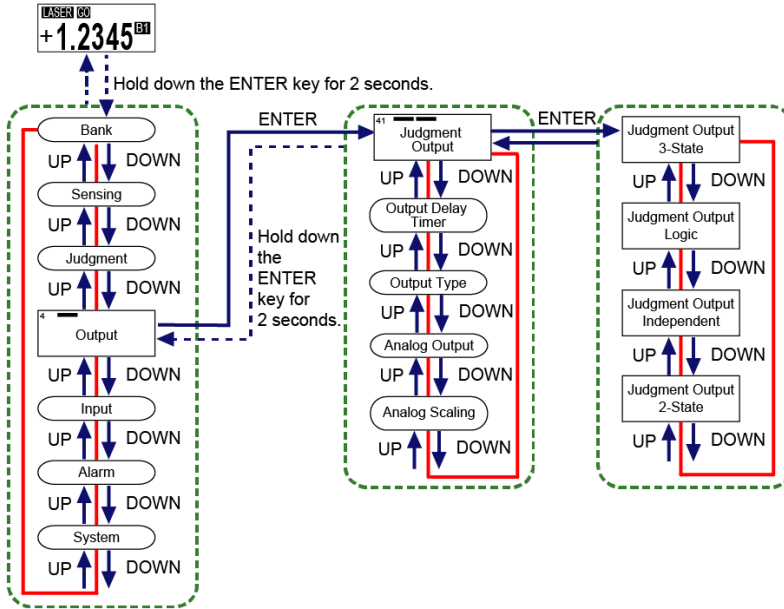 LASER GO
+1.2345 B1
Hold down the ENTER key for 2 seconds.
Bank
UP DOWN
Sensing
UP DOWN
Judgment
UP DOWN
4
Output
UP DOWN
Input
UP DOWN
Alarm
UP DOWN
System
UP DOWN
ENTER
Hold down
the
ENTER
key for
2 seconds.
41
Judgment
Output
UP DOWN
Output Delay
Timer
UP DOWN
Output Type
UP DOWN
Analog Output
UP DOWN
Analog Scaling
UP DOWN
ENTER
Judgment Output
3-State
UP DOWN
Judgment Output
Logic
UP DOWN
Judgment Output
Independent
UP DOWN
Judgment Output
2-State
UP DOWN